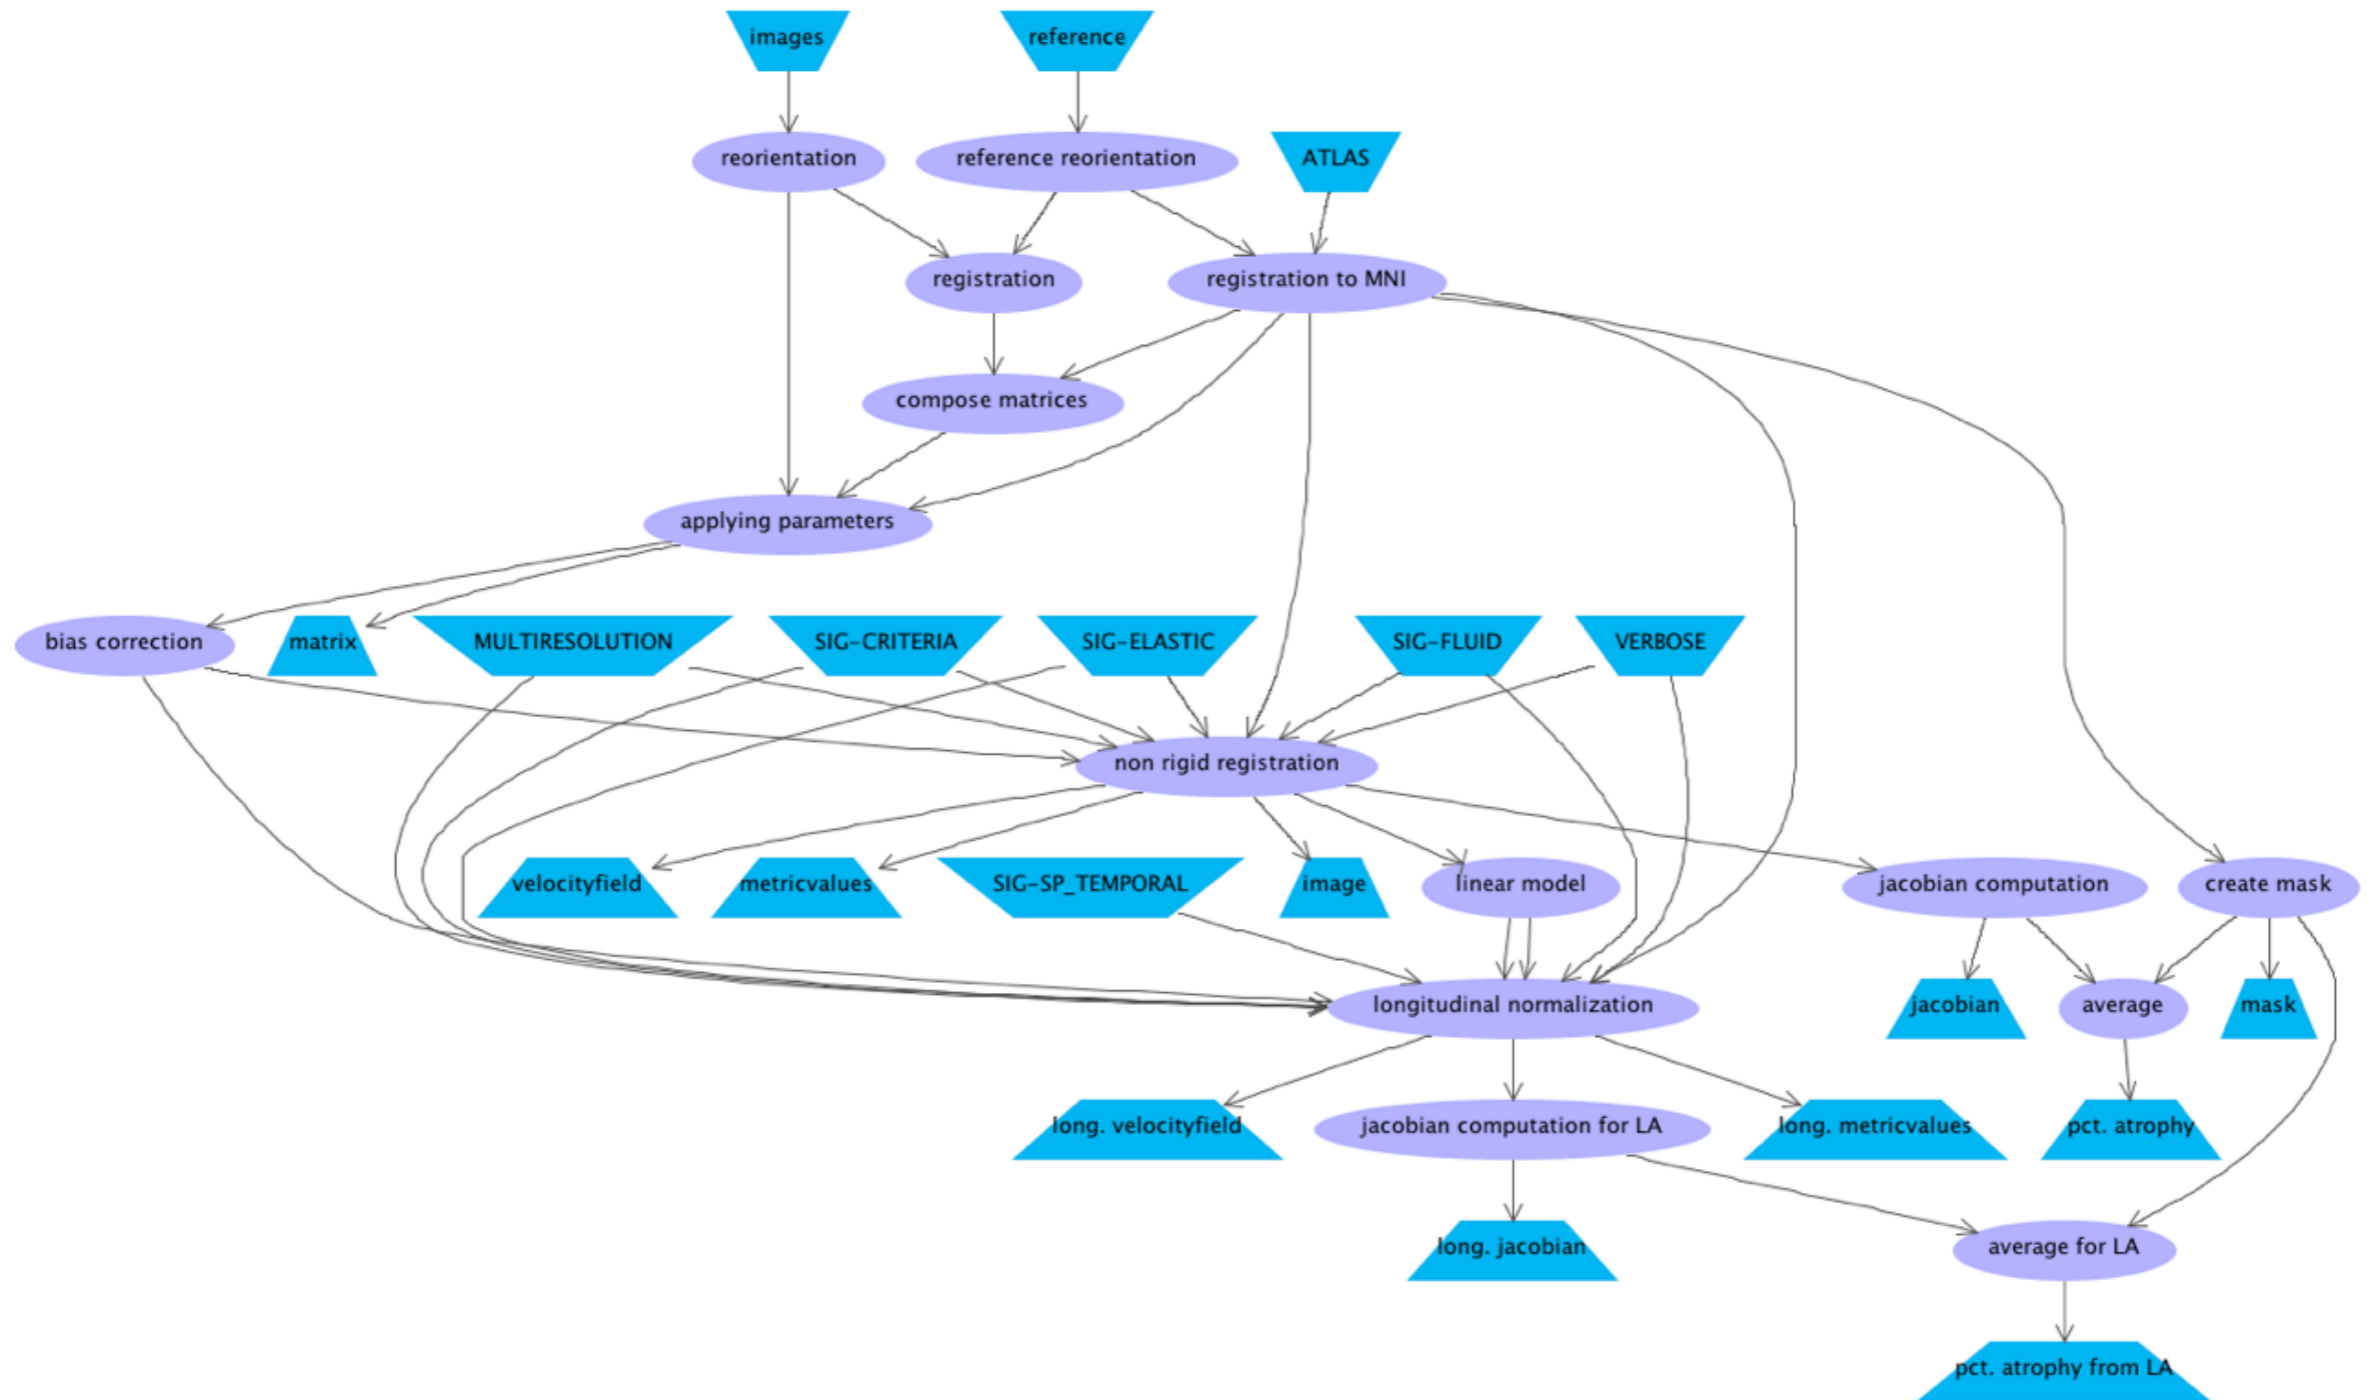 images
reference
reorientation
reference reorientation
ATLAS
registration
registration to MNI
compose matrices
applying parameters
bias correction
matrix
MULTIRESOLUTION
SIG-CRITERIA
SIG-ELASTIC
SIG-FLUID
VERBOSE
non rigid registration
velocityfield
metricvalues
SIG-SP_TEMPORAL
image
linear model
jacobian computation
create mask
longitudinal normalization
jacobian
average
mask
long. velocityfield
jacobian computation for LA
long. metricvalues
pct. atrophy
long. jacobian
average for LA
pct. atrophy from LA